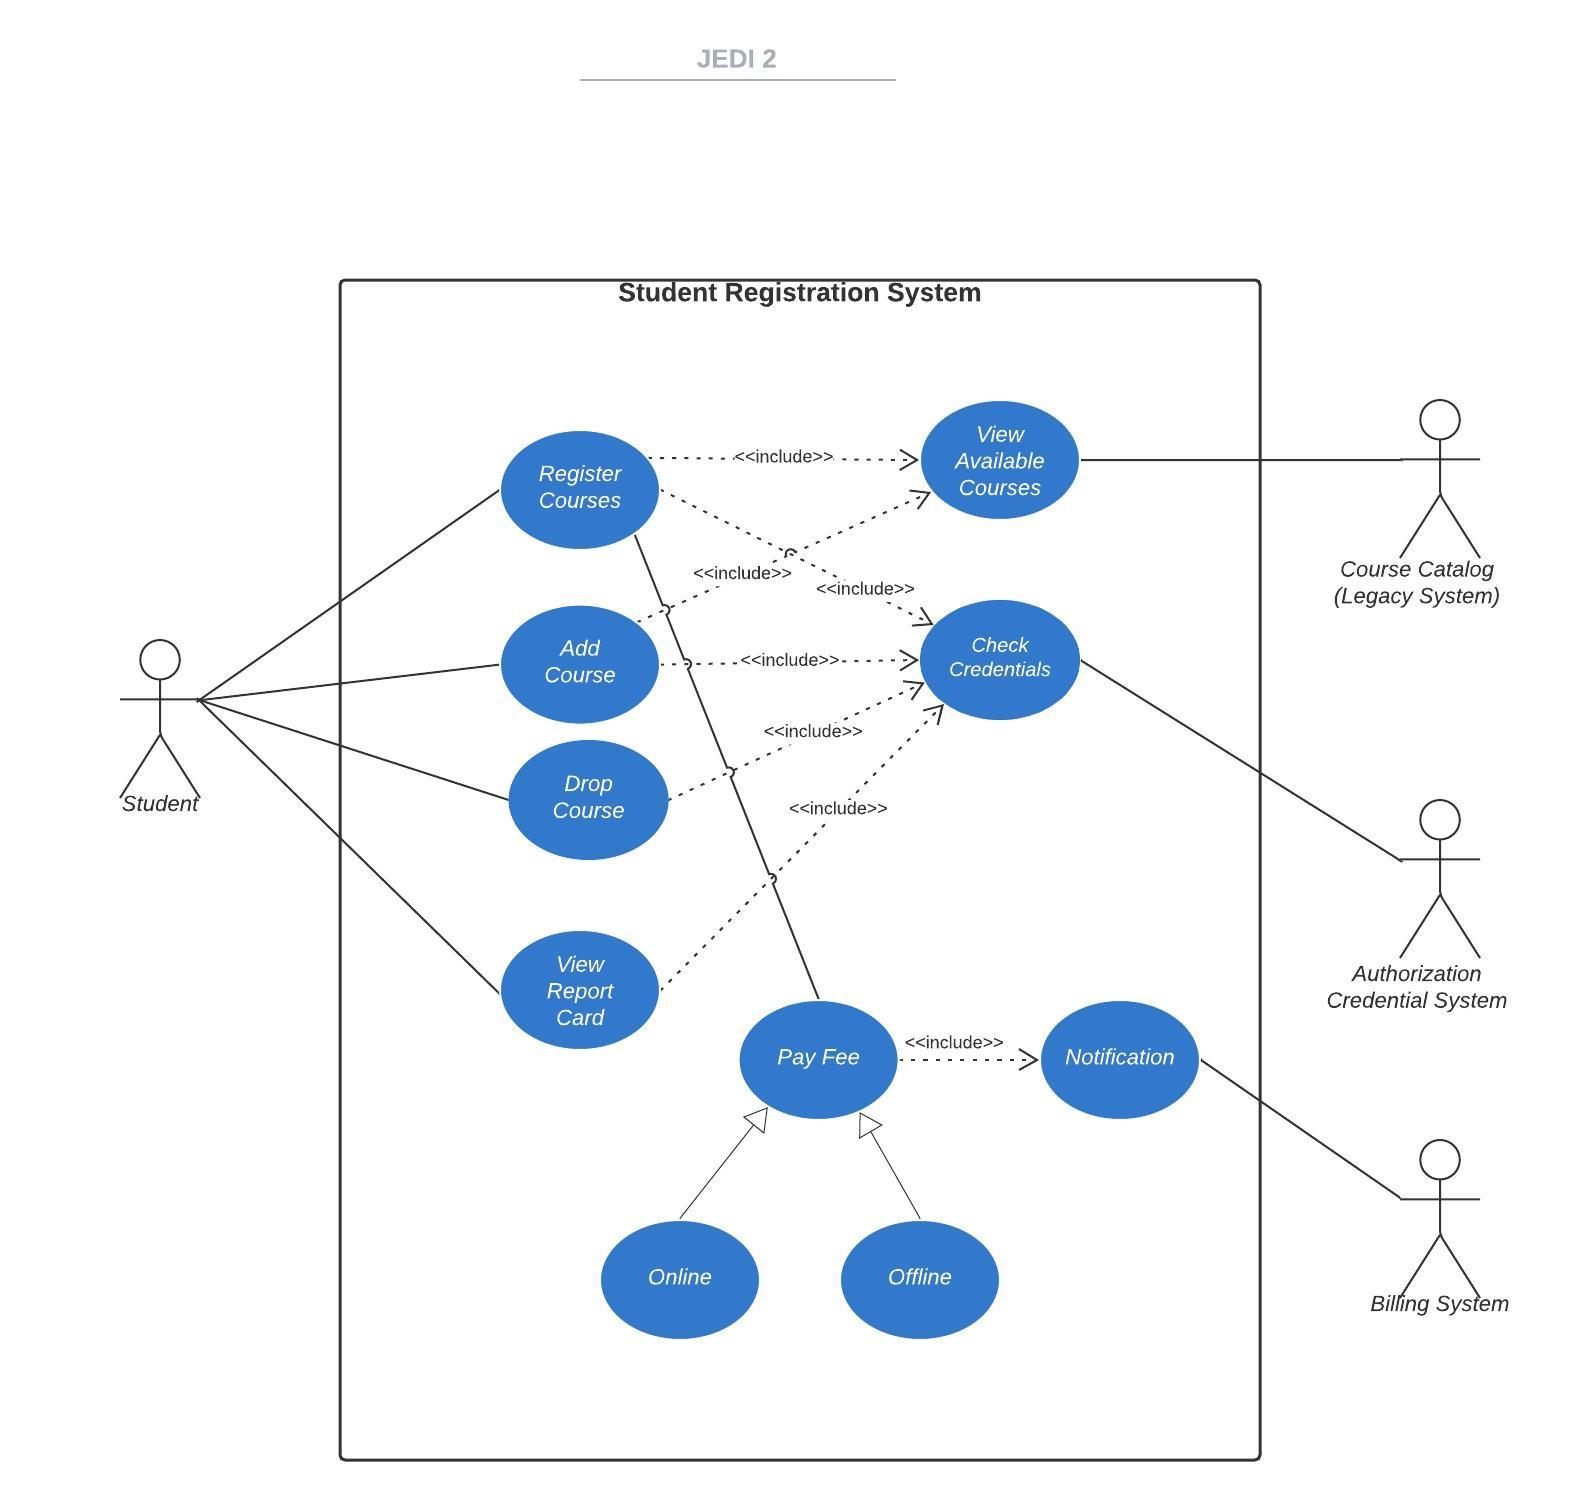 JEDI 2
Student Registration System
View
Available
Courses
<<include>>
Register
Courses
Course Catalog
(Legacy System)
<<include>>
<<include>>
Add
Course
<<include>>
Check
Credentials
<<include>>
Drop
Course
Student
<<include>>
View
Report
Card
Authorization
Credential System
Pay Fee
<<include>>
Notification
Online
Offline
Billing System